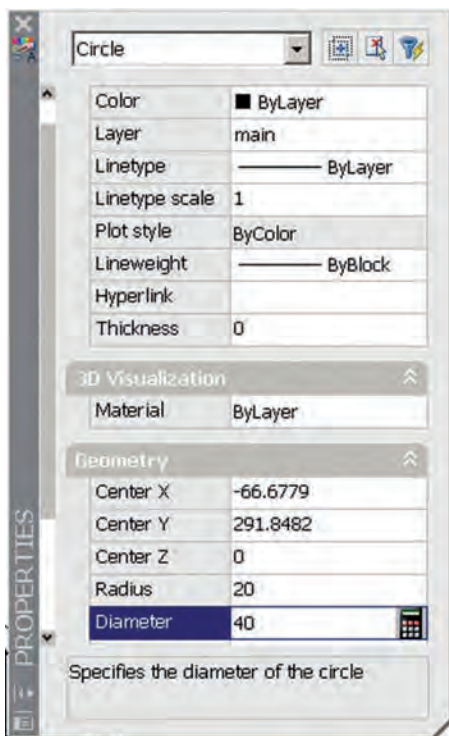 Circle
Color ByLayer
Layer main
Linetype ByLayer
Linetype scale 1
Plot style ByColor
Lineweight ByBlock
Hyperlink
Thickness 0
3D Visualization
Material ByLayer
Geometry
Center X -66.6779
Center Y 291.8482
Center Z 0
Radius 20
Diameter 40
Specifies the diameter of the circle
PROPERTIES